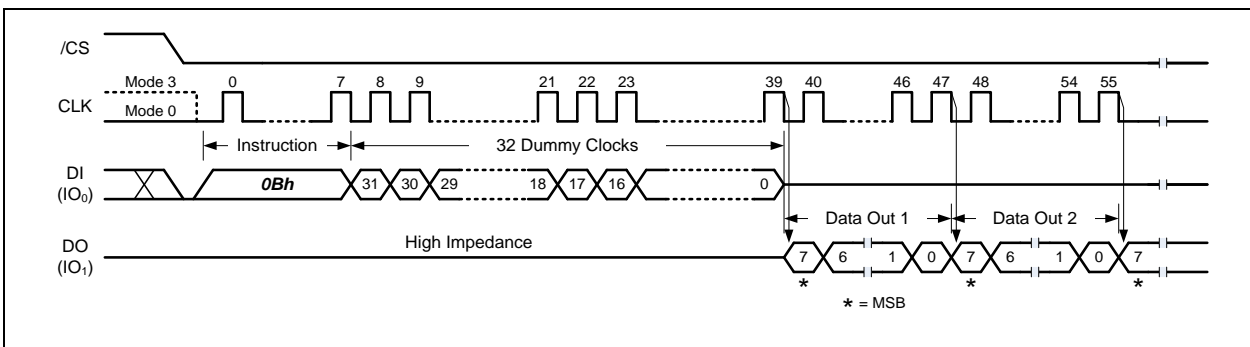 /CS
Mode 3 0 7 8 9 21 22 23 39 40 46 47 48 54 55
CLK Mode 0
Instruction 32 Dummy Clocks
DI
(IO₀)
0Bh 31 30 29 18 17 16 0
Data Out 1 Data Out 2
DO
(IO₁)
High Impedance
7 6 1 0 7 6 1 0 7
* * *
* = MSB